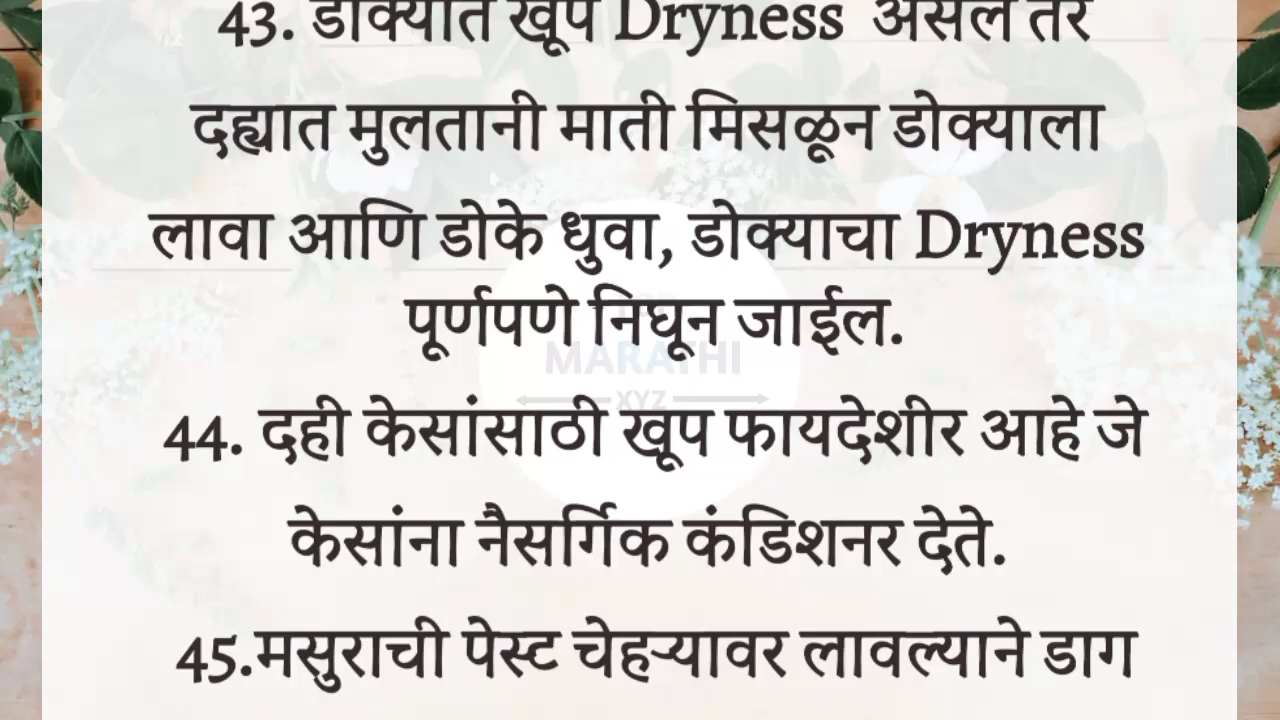 43. डोक्यात खूप Dryness असेल तर
दह्यात मुलतानी माती मिसळून डोक्याला
लावा आणि डोके धुवा, डोक्याचा Dryness
पूर्णपणे निघून जाईल.
MARATHI
XYZ
44. दही केसांसाठी खूप फायदेशीर आहे जे
केसांना नैसर्गिक कंडिशनर देते.
45.मसुराची पेस्ट चेहऱ्यावर लावल्याने डाग